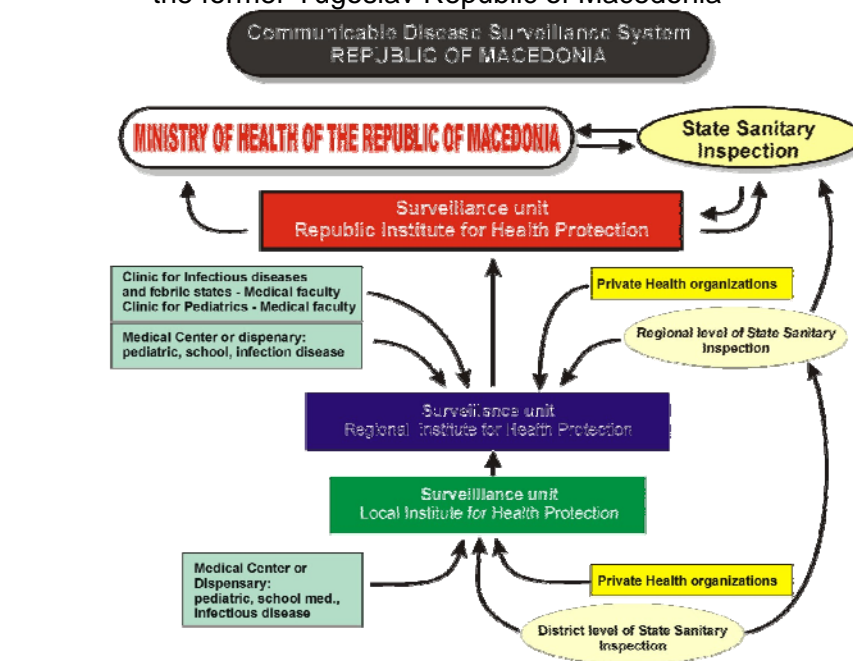 the former Yugoslav Republic of Macedonia
Communicable Disease Surveillance System
REPUBLIC OF MACEDONIA
MINISTRY OF HEALTH OF THE REPUBLIC OF MACEDONIA
State Sanitary
Inspection
Surveillance unit
Republic Institute for Health Protection
Clinic for Infectious diseases
and febrile states - Medical faculty
Clinic for Pediatrics - Medical faculty
Private Health organizations
Medical Center or dispenary:
pediatric, school, infection disease
Regional level of State Sanitary
Inspection
Surveillance unit
Regional Institute for Health Protection
Surveilllance unit
Local Institute for Health Protection
Medical Center or
Dispensary:
pediatric, school med.,
Infectious disease
Private Health organizations
District level of State Sanitary
Inspection